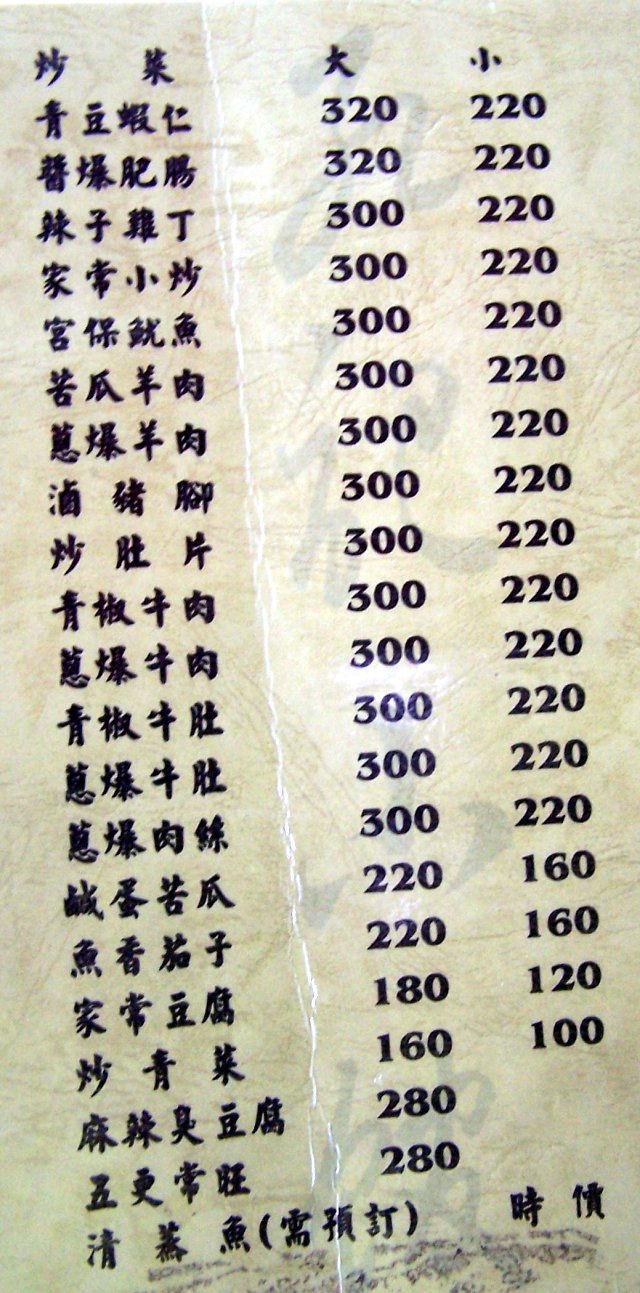 炒菜 大 小
青豆蝦仁 320 220
醬爆肥腸 320 220
辣子雞丁 300 220
家常小炒 300 220
宮保魷魚 300 220
苦瓜羊肉 300 220
蔥爆羊肉 300 220
滷豬腳 300 220
炒肚片 300 220
青椒牛肉 300 220
蔥爆牛肉 300 220
青椒牛肚 300 220
蔥爆牛肚 300 220
蔥爆肉絲 300 220
鹹蛋苦瓜 220 160
魚香茄子 220 160
家常豆腐 180 120
炒青菜 160 100
麻辣臭豆腐 280
五更常旺 280
清蒸魚(需預訂) 時價